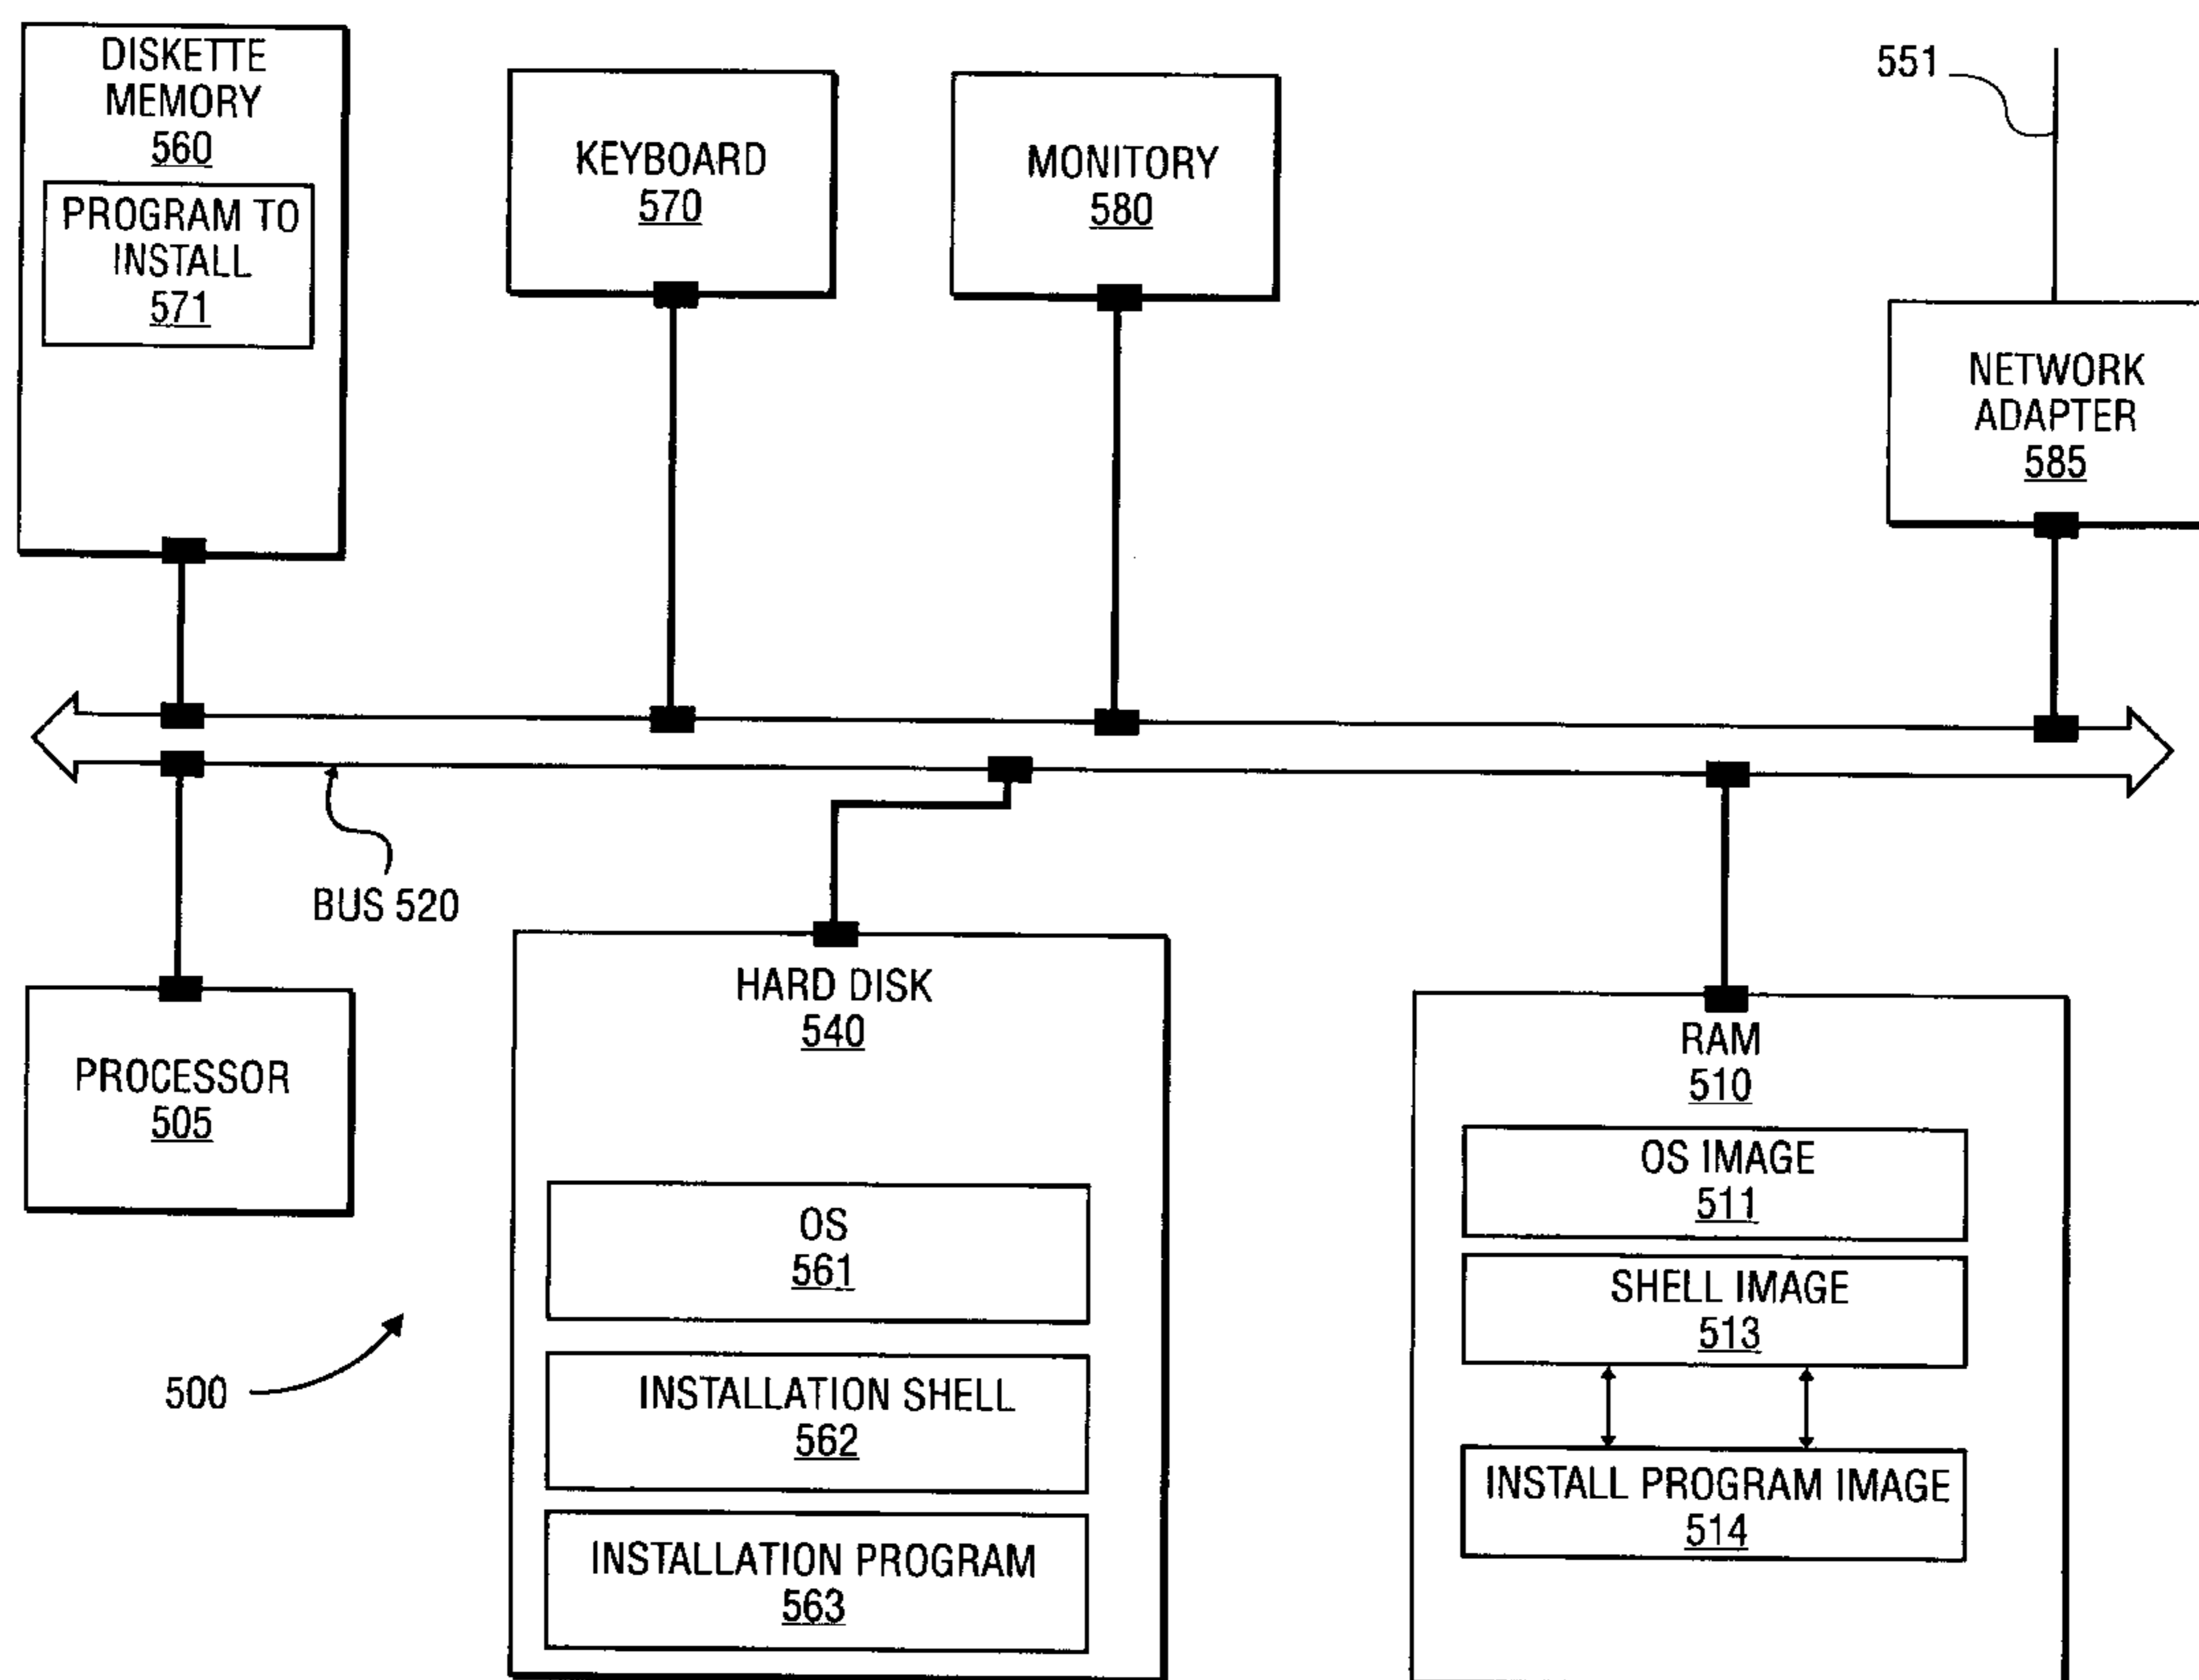 DISKETTE
MEMORY
560
PROGRAM TO
INSTALL
571
KEYBOARD
570
MONITORY
580
551
NETWORK
ADAPTER
585
BUS 520
PROCESSOR
505
500
HARD DISK
540
OS
561
INSTALLATION SHELL
562
INSTALLATION PROGRAM
563
RAM
510
OS IMAGE
511
SHELL IMAGE
513
INSTALL PROGRAM IMAGE
514